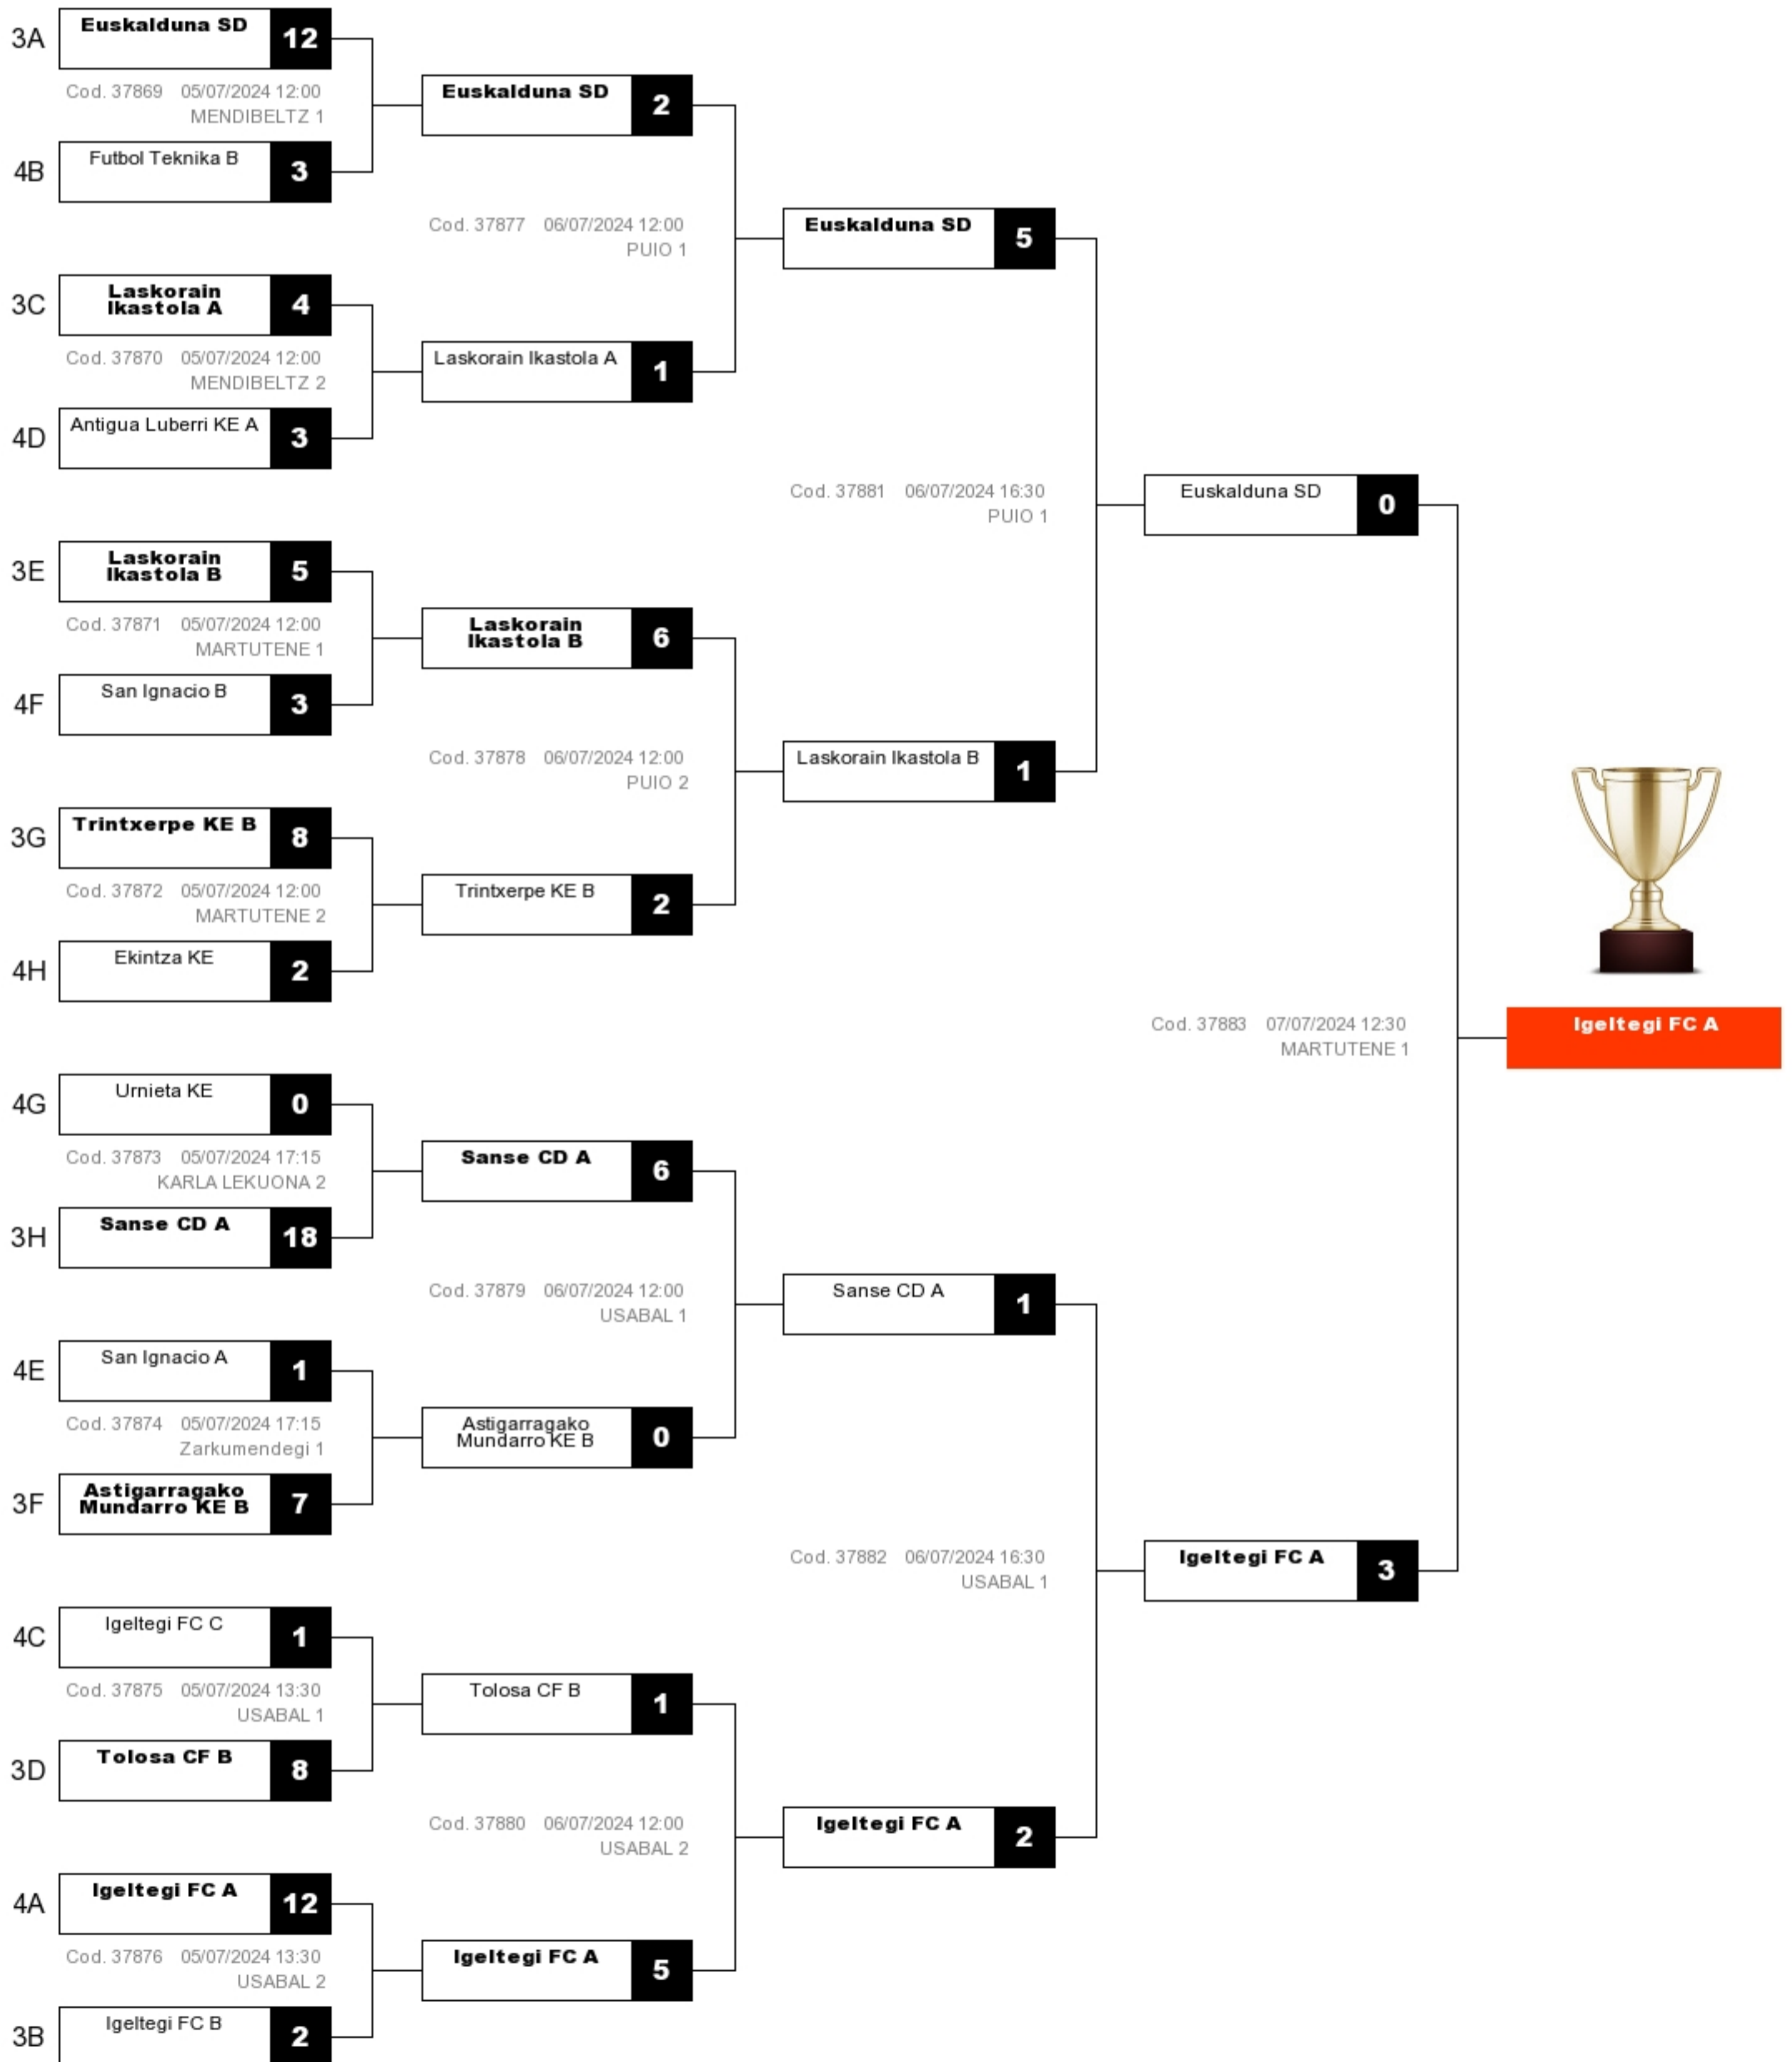 3A
Euskalduna SD
12
Cod. 37869 05/07/2024 12:00
MENDIBELTZ 1
4B
Futbol Teknika B
3
Euskalduna SD
2
Cod. 37877 06/07/2024 12:00
PUIO 1
3C
Laskorain
Ikastola A
4
Cod. 37870 05/07/2024 12:00
MENDIBELTZ 2
4D
Antigua Luberri KE A
3
Laskorain Ikastola A
1
Euskalduna SD
5
Cod. 37881 06/07/2024 16:30
PUIO 1
3E
Laskorain
Ikastola B
5
Cod. 37871 05/07/2024 12:00
MARTUTENE 1
4F
San Ignacio B
3
Laskorain
Ikastola B
6
Cod. 37878 06/07/2024 12:00
PUIO 2
3G
Trintxerpe KE B
8
Cod. 37872 05/07/2024 12:00
MARTUTENE 2
4H
Ekintza KE
2
Trintxerpe KE B
2
Laskorain Ikastola B
1
Euskalduna SD
0
Cod. 37883 07/07/2024 12:30
MARTUTENE 1
Igeltegi FC A
4G
Urnieta KE
0
Cod. 37873 05/07/2024 17:15
KARLA LEKUONA 2
3H
Sanse CD A
18
Sanse CD A
6
Cod. 37879 06/07/2024 12:00
USABAL 1
4E
San Ignacio A
1
Cod. 37874 05/07/2024 17:15
Zarkumendegi 1
3F
Astigarragako
Mundarro KE B
7
Astigarragako
Mundarro KE B
0
Sanse CD A
1
Cod. 37882 06/07/2024 16:30
USABAL 1
Igeltegi FC A
3
4C
Igeltegi FC C
1
Cod. 37875 05/07/2024 13:30
USABAL 1
3D
Tolosa CF B
8
Tolosa CF B
1
Cod. 37880 06/07/2024 12:00
USABAL 2
Igeltegi FC A
2
4A
Igeltegi FC A
12
Cod. 37876 05/07/2024 13:30
USABAL 2
3B
Igeltegi FC B
2
Igeltegi FC A
5